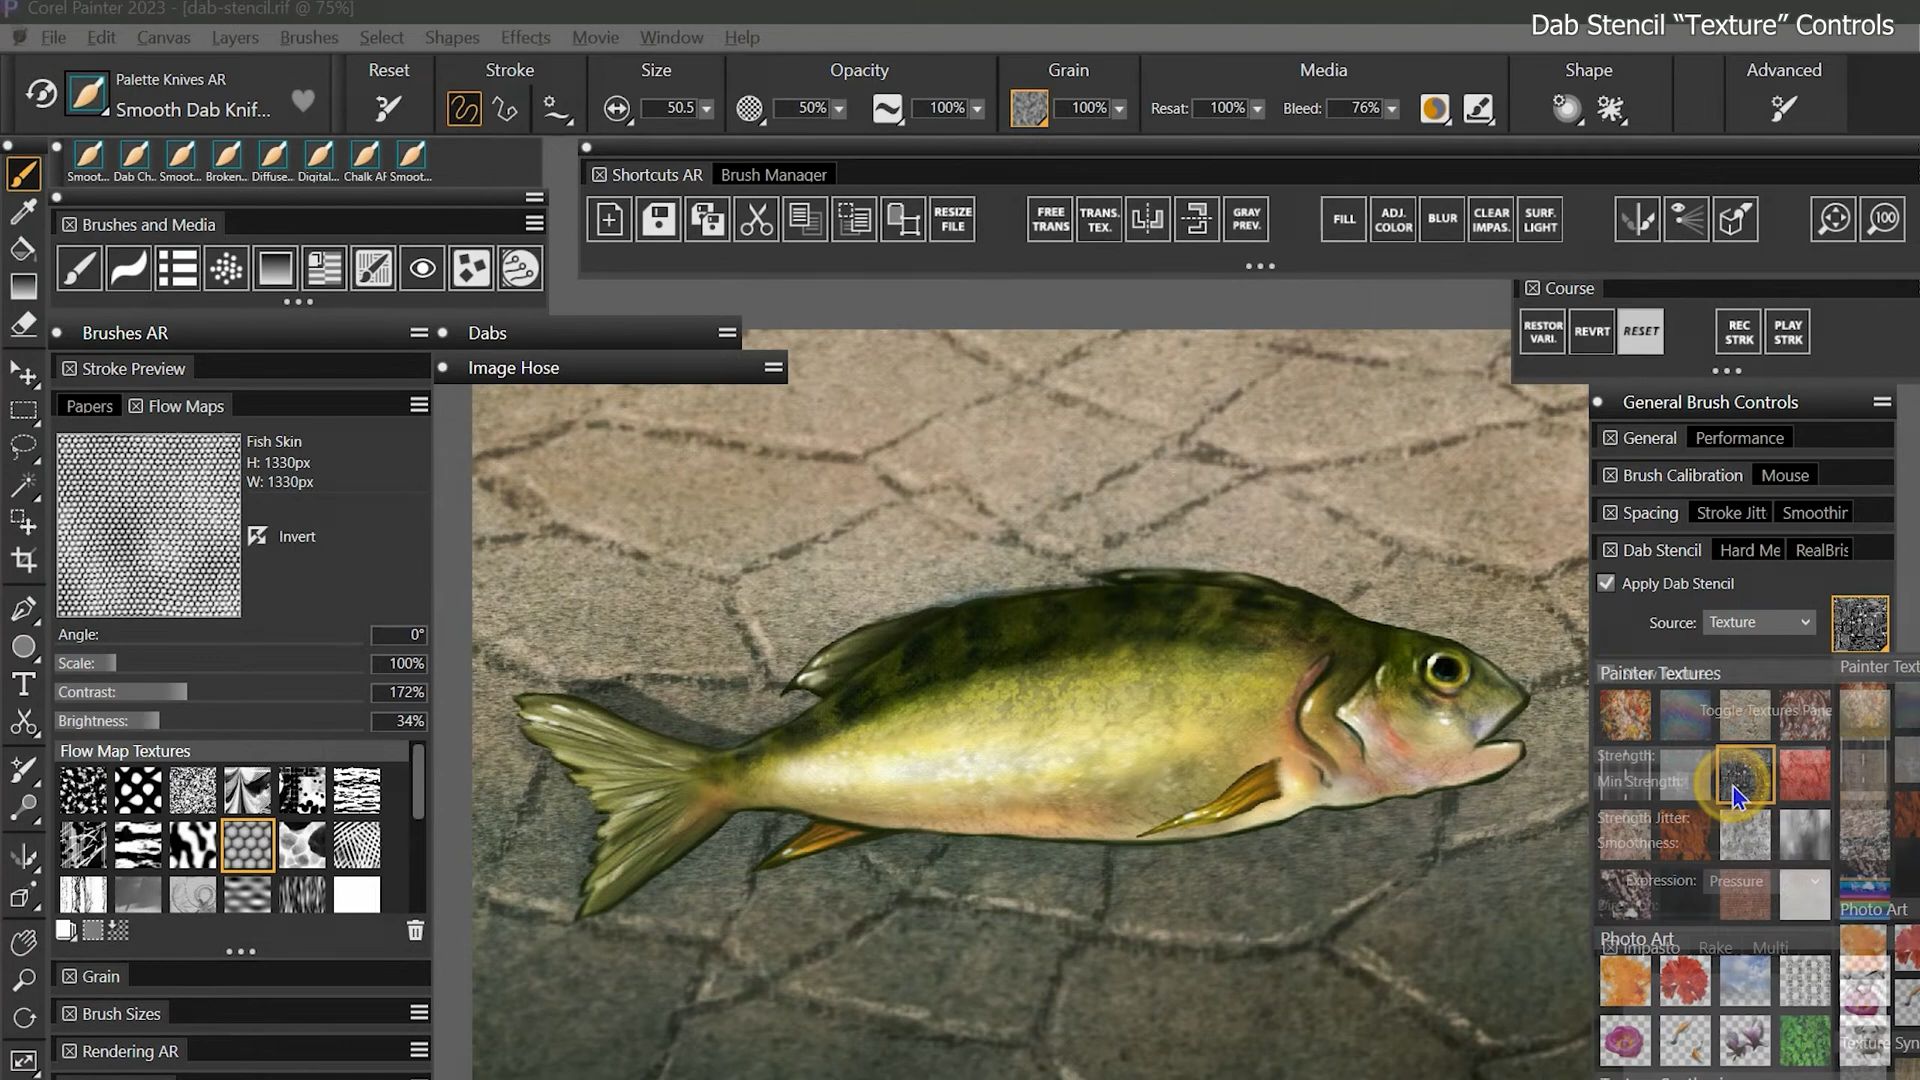 Corel Painter 2023 - [dab-stencil.rif @ 75%]
Dab Stencil “Texture” Controls
File Edit Canvas Layers Brushes Select Shapes Effects Movie Window Help
Palette Knives AR
Smooth Dab Knif...
Reset Stroke Size Opacity Grain Media Shape Advanced
50.5 50% 100% 100% Resat: 100% Bleed: 76%
Smoot... Dab Ch... Smoot... Broken... Diffuse... Digital... Chalk AF Smoot...
Shortcuts AR Brush Manager
RESIZE FILE
FREE TRANS
TRANS. TEX.
GRAY PREV.
FILL
ADJ. COLOR
BLUR
CLEAR IMPAS.
SURF. LIGHT
100
Brushes and Media
Course
RESTOR VARI.
REVRT
RESET
REC STRK
PLAY STRK
Brushes AR
Dabs
Stroke Preview
Image Hose
Papers Flow Maps
Fish Skin
H: 1330px
W: 1330px
Invert
Angle: 0°
Scale: 100%
Contrast: 172%
Brightness: 34%
Flow Map Textures
Grain
Brush Sizes
Rendering AR
General Brush Controls
General Performance
Brush Calibration Mouse
Spacing Stroke Jitt Smoothir
Dab Stencil Hard Me RealBris
Apply Dab Stencil
Source: Texture
Painter Textures
Painter Text
Toggle Textures Pane
Strength:
Min Strength:
Strength Jitter:
Smoothness:
Expression: Pressure
Photo Art
Photo Art
Impasto Rake Multi
Texture Syn